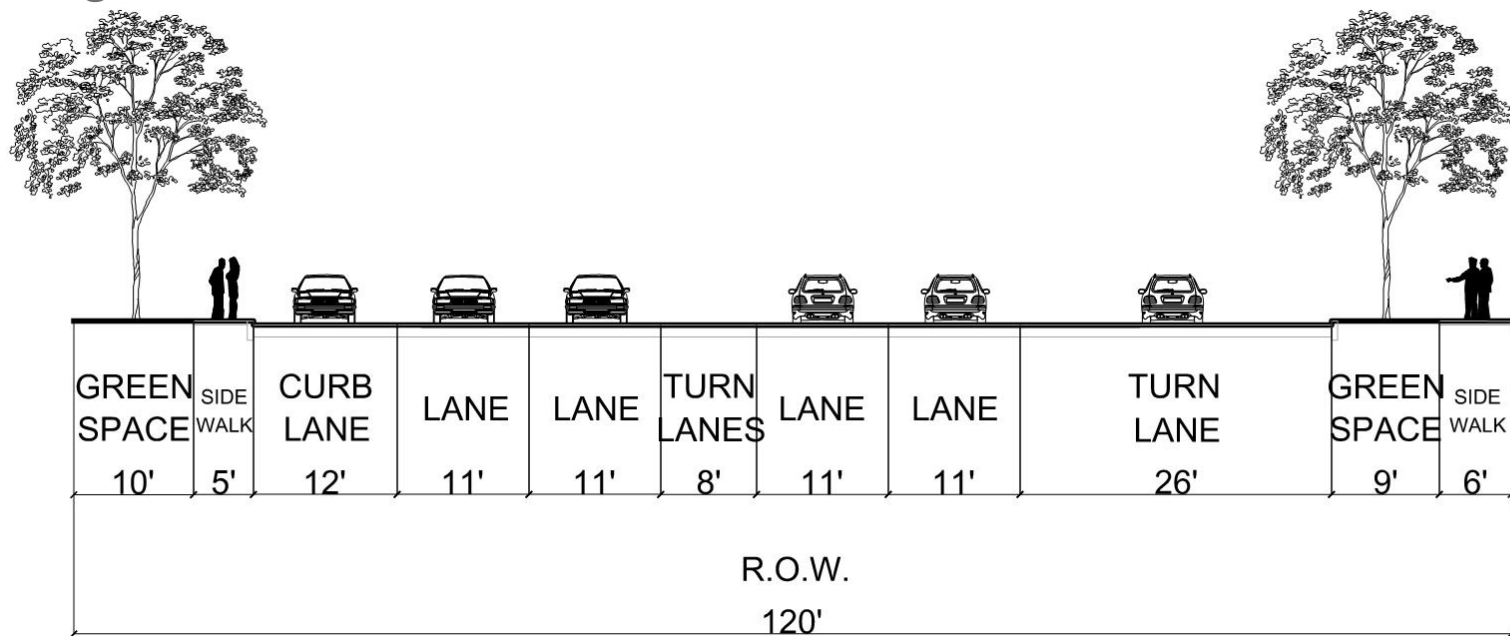 GREEN
SPACE
10'
SIDE
WALK
5'
CURB
LANE
12'
LANE
11'
LANE
11'
TURN
LANES
8'
LANE
11'
LANE
11'
TURN
LANE
26'
GREEN
SPACE
9'
SIDE
WALK
6'
R.O.W.
120'